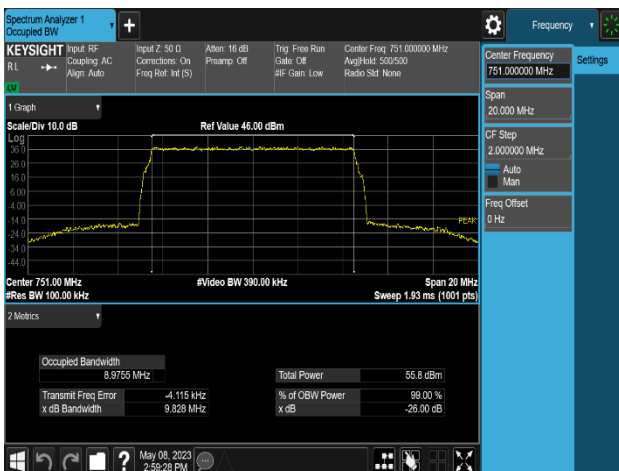 Spectrum Analyzer 1
Occupied BW
Frequency
KEYSIGHT
RL
LW
Input: RF
Coupling: AC
Align: Auto
Input Z: 50 Ω
Corrections: On
Freq Ref: Int (S)
Atten: 16 dB
Preamp: Off
Trig: Free Run
Gate: Off
#IF Gain: Low
Center Freq: 751.000000 MHz
Avg|Hold: 500/500
Radio Std: None
Center Frequency
751.000000 MHz
Settings
Span
20.000 MHz
CF Step
2.000000 MHz
Auto
Man
Freq Offset
0 Hz
1 Graph
Scale/Div 10.0 dB
Ref Value 46.00 dBm
Log
36.0
26.0
16.0
6.00
-4.00
-14.0
-24.0
-34.0
-44.0
PEAK
Center 751.00 MHz
#Video BW 390.00 kHz
Span 20 MHz
#Res BW 100.00 kHz
Sweep 1.93 ms (1001 pts)
2 Metrics
Occupied Bandwidth
8.9755 MHz
Total Power 55.8 dBm
Transmit Freq Error -4.115 kHz
% of OBW Power 99.00 %
x dB Bandwidth 9.828 MHz
x dB -26.00 dB
?
May 08, 2023
2:59:28 PM